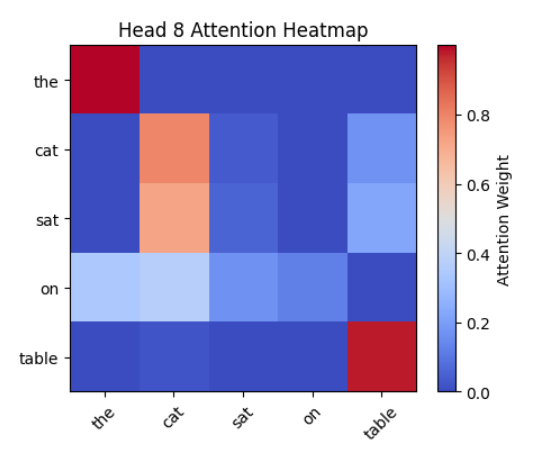 Head 8 Attention Heatmap
the
cat
sat
on
table
the
cat
sat
on
table
0.8
0.6
0.4
0.2
0.0
Attention Weight